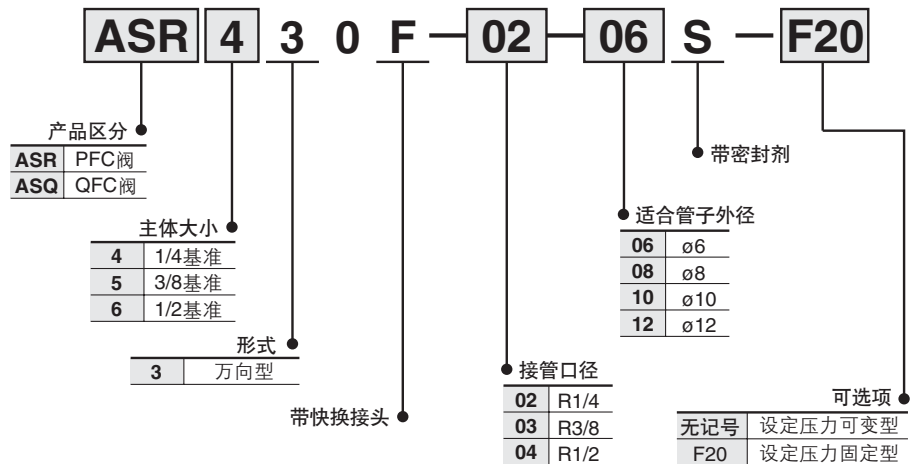 ASR 4 3 0 F — 02 — 06 S — F20
产品区分
ASR PFC阀
ASQ QFC阀
主体大小
4 1/4基准
5 3/8基准
6 1/2基准
形式
3 万向型
带快换接头
接管口径
02 R1/4
03 R3/8
04 R1/2
适合管子外径
06 ø6
08 ø8
10 ø10
12 ø12
带密封剂
可选项
无记号 设定压力可变型
F20 设定压力固定型